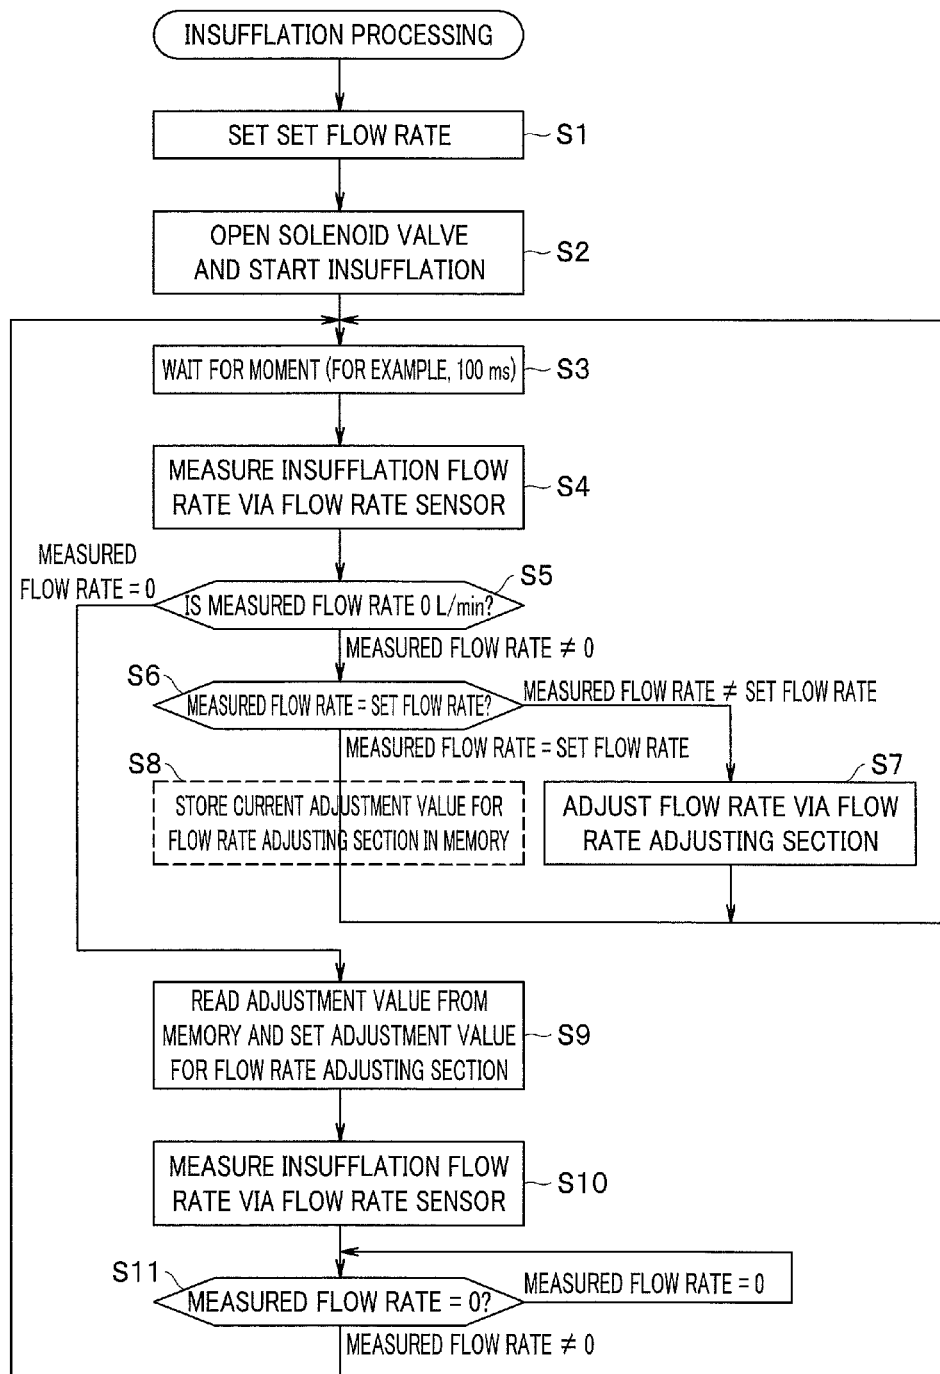 INSUFFLATION PROCESSING
SET SET FLOW RATE
S1
OPEN SOLENOID VALVE
AND START INSUFFLATION
S2
WAIT FOR MOMENT (FOR EXAMPLE, 100 ms)
S3
MEASURE INSUFFLATION FLOW
RATE VIA FLOW RATE SENSOR
S4
MEASURED
FLOW RATE = 0
S5
IS MEASURED FLOW RATE 0 L/min?
MEASURED FLOW RATE ≠ 0
S6
MEASURED FLOW RATE = SET FLOW RATE?
MEASURED FLOW RATE ≠ SET FLOW RATE
MEASURED FLOW RATE = SET FLOW RATE
S8
STORE CURRENT ADJUSTMENT VALUE FOR
FLOW RATE ADJUSTING SECTION IN MEMORY
S7
ADJUST FLOW RATE VIA FLOW
RATE ADJUSTING SECTION
READ ADJUSTMENT VALUE FROM
MEMORY AND SET ADJUSTMENT VALUE
FOR FLOW RATE ADJUSTING SECTION
S9
MEASURE INSUFFLATION FLOW
RATE VIA FLOW RATE SENSOR
S10
S11
MEASURED FLOW RATE = 0?
MEASURED FLOW RATE = 0
MEASURED FLOW RATE ≠ 0